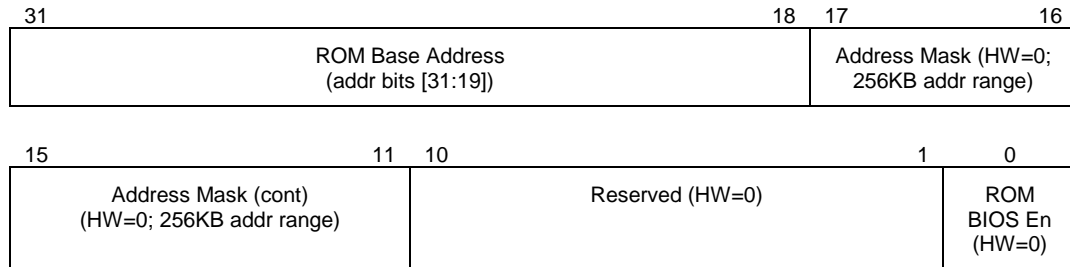 31 18 17 16
ROM Base Address
(addr bits [31:19])
Address Mask (HW=0;
256KB addr range)
15 11 10 1 0
Address Mask (cont)
(HW=0; 256KB addr range)
Reserved (HW=0)
ROM
BIOS En
(HW=0)